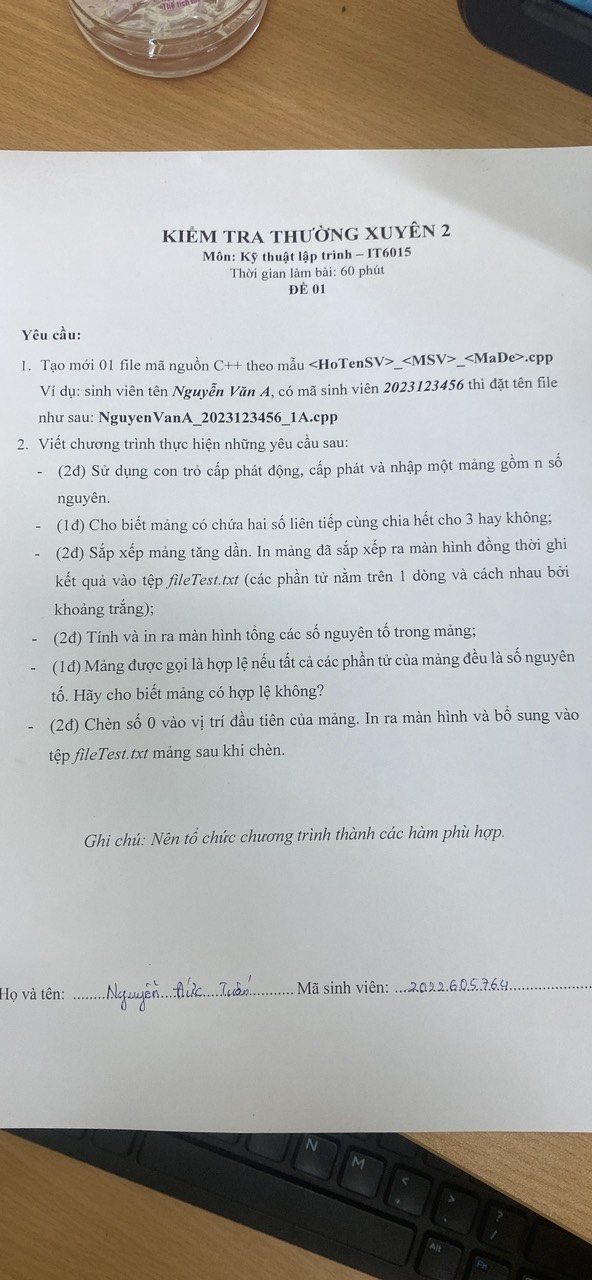 Thể tích
KIỂM TRA THƯỜNG XUYÊN 2
Môn: Kỹ thuật lập trình – IT6015
Thời gian làm bài: 60 phút
ĐỀ 01
Yêu cầu:
1. Tạo mới 01 file mã nguồn C++ theo mẫu <HoTenSV>_<MSV>_<MaDe>.cpp
Ví dụ: sinh viên tên Nguyễn Văn A, có mã sinh viên 2023123456 thì đặt tên file
như sau: NguyenVanA_2023123456_1A.cpp
2. Viết chương trình thực hiện những yêu cầu sau:
- (2đ) Sử dụng con trỏ cấp phát động, cấp phát và nhập một mảng gồm n số
nguyên.
- (1đ) Cho biết mảng có chứa hai số liên tiếp cùng chia hết cho 3 hay không;
- (2đ) Sắp xếp mảng tăng dần. In mảng đã sắp xếp ra màn hình đồng thời ghi
kết quả vào tệp fileTest.txt (các phần tử nằm trên 1 dòng và cách nhau bởi
khoảng trắng);
- (2đ) Tính và in ra màn hình tổng các số nguyên tố trong mảng;
- (1đ) Mảng được gọi là hợp lệ nếu tất cả các phần tử của mảng đều là số nguyên
tố. Hãy cho biết mảng có hợp lệ không?
- (2đ) Chèn số 0 vào vị trí đầu tiên của mảng. In ra màn hình và bổ sung vào
tệp fileTest.txt mảng sau khi chèn.
Ghi chú: Nên tổ chức chương trình thành các hàm phù hợp.
Họ và tên: ........Nguyễn....Đức.... ........... Mã sinh viên: ...2022605764...............
N
M
<
,
>
.
?
/
Alt
Fn